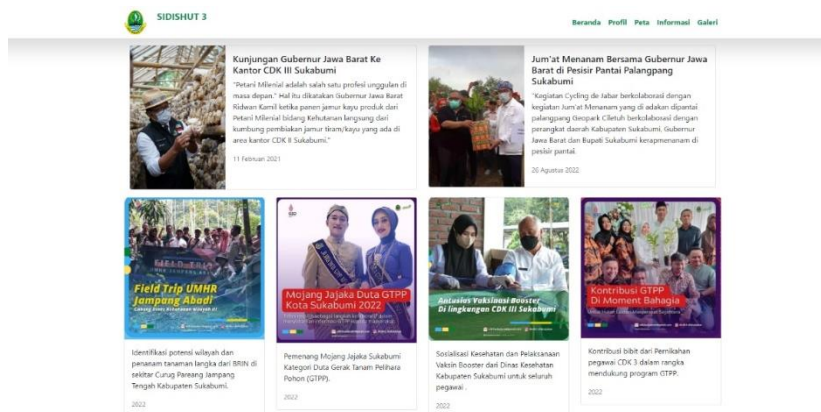 SIDISHUT 3
Beranda Profil Peta Informasi Galeri
Kunjungan Gubernur Jawa Barat Ke
Kantor CDK III Sukabumi
"Petani Milenial adalah salah satu profesi unggulan di
masa depan." Hal itu dikatakan Gubernur Jawa Barat
Ridwan Kamil ketika panen jamur kayu produk dari
Petani Milenial bidang Kehutanan langsung dari
kumbung pembiakan jamur tiram/kayu yang ada di
area kantor CDK II Sukabumi."
11 Februari 2021
Jum'at Menanam Bersama Gubernur Jawa
Barat di Pesisir Pantai Palangpang
Sukabumi
"Kegiatan Cycling de Jabar berkolaborasi dengan
kegiatan Jum'at Menanam yang di adakan dipantai
palangpang Geopark Ciletuh berkolaborasi dengan
perangkat daerah Kabupaten Sukabumi, Gubernur
Jawa Barat dan Bupati Sukabumi kerapmenanam di
pesisir pantai.
26 Agustus 2022
FIELD TRIP
Field Trip UMHR
Jampang Abadi
Identifikasi potensi wilayah dan
penanam tanaman langka dari BRIN di
sekitar Curug Pareang Jampang
Tengah Kabupaten Sukabumi.
2022
Mojang Jajaka Duta GTPP
Kota Sukabumi 2022
Pemenang Mojang Jajaka Sukabumi
Kategori Duta Gerak Tanam Pelihara
Pohon (GTPP).
2022
Antusias Vaksinasi Booster
Di lingkungan CDK III Sukabumi
Sosialisasi Kesehatan dan Pelaksanaan
Vaksin Booster dari Dinas Kesehatan
Kabupaten Sukabumi untuk seluruh
pegawai .
2022
Kontribusi GTPP
Di Moment Bahagia
Kontribusi bibit dari Pernikahan
pegawai CDK 3 dalam rangka
mendukung program GTPP.
2022